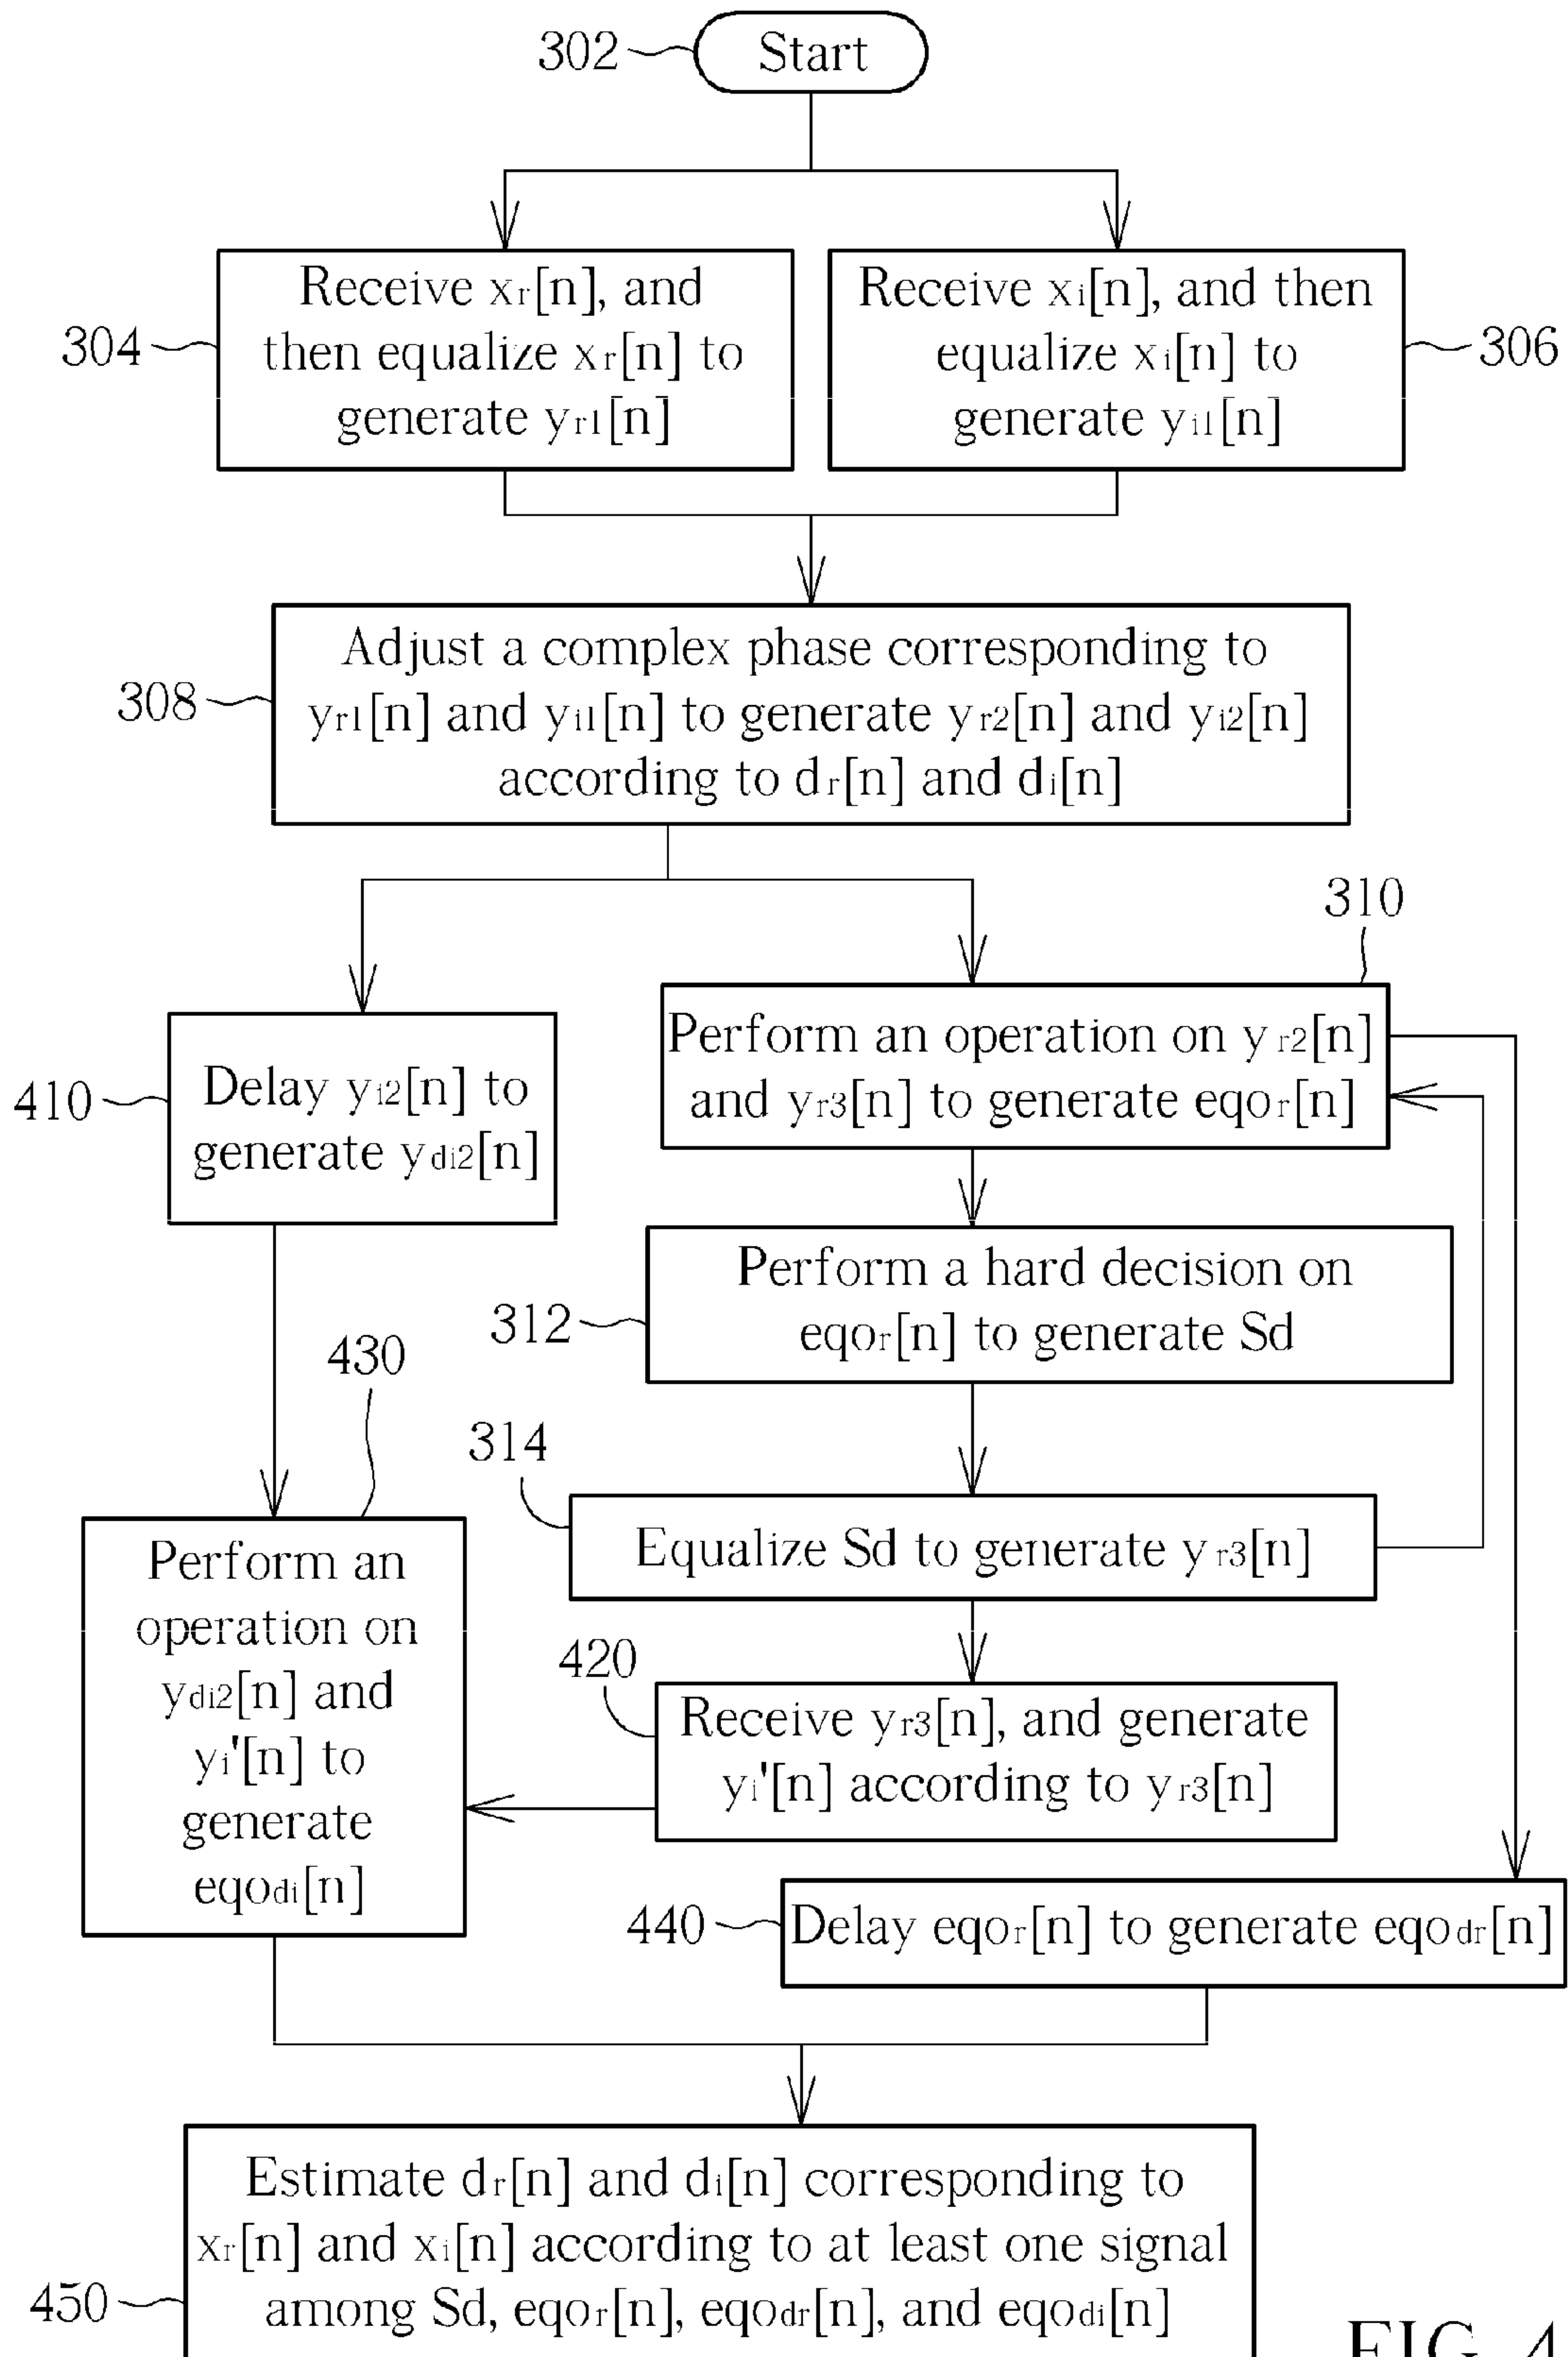 302
Start
304
Receive xr[n], and
then equalize xr[n] to
generate yr1[n]
Receive xi[n], and then
equalize xi[n] to
generate yi1[n]
306
308
Adjust a complex phase corresponding to
yr1[n] and yi1[n] to generate yr2[n] and yi2[n]
according to dr[n] and di[n]
310
410
Delay yi2[n] to
generate ydi2[n]
Perform an operation on yr2[n]
and yr3[n] to generate eqor[n]
312
Perform a hard decision on
eqor[n] to generate Sd
430
314
Equalize Sd to generate yr3[n]
Perform an
operation on
ydi2[n] and
yi'[n] to
generate
eqodi[n]
420
Receive yr3[n], and generate
yi'[n] according to yr3[n]
440
Delay eqor[n] to generate eqodr[n]
450
Estimate dr[n] and di[n] corresponding to
xr[n] and xi[n] according to at least one signal
among Sd, eqor[n], eqodr[n], and eqodi[n]
FIG. 4